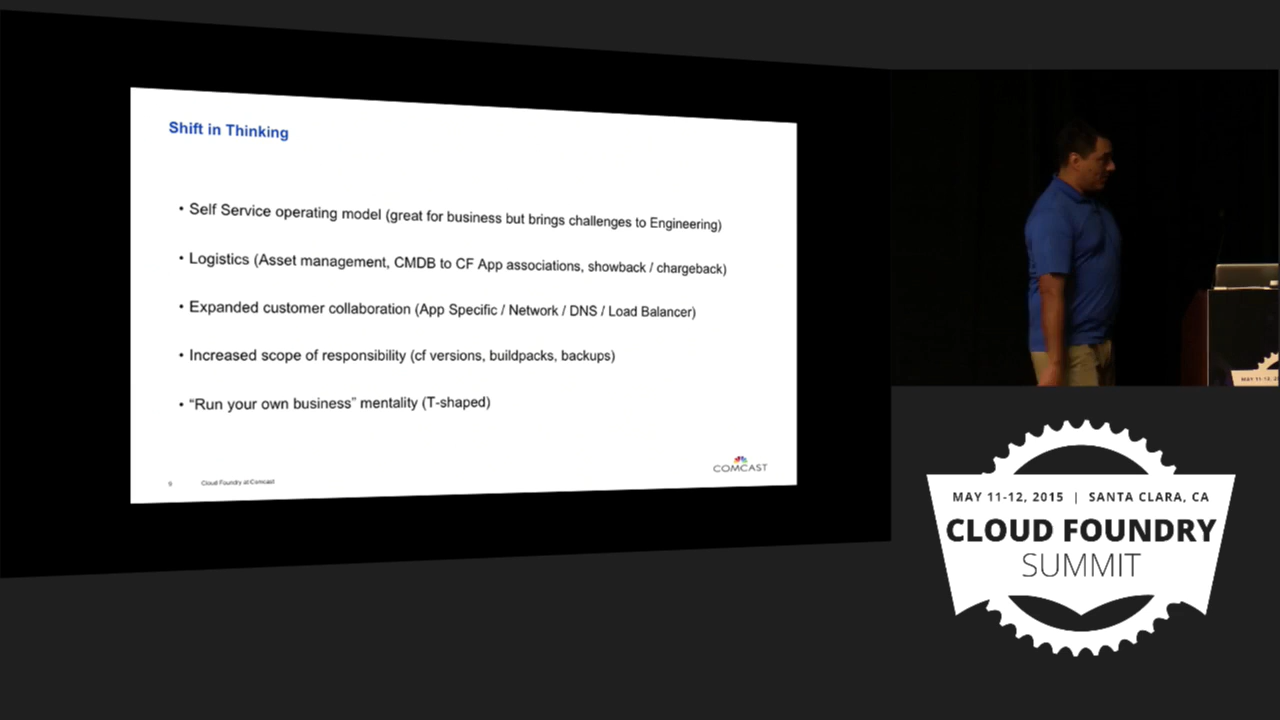 Shift in Thinking
• Self Service operating model (great for business but brings challenges to Engineering)
• Logistics (Asset management, CMDB to CF App associations, showback / chargeback)
• Expanded customer collaboration (App Specific / Network / DNS / Load Balancer)
• Increased scope of responsibility (cf versions, buildpacks, backups)
• “Run your own business” mentality (T-shaped)
COMCAST
9 Cloud Foundry at Comcast
MAY 11-12, 2015 | SANTA CLARA, CA
CLOUD FOUNDRY
SUMMIT